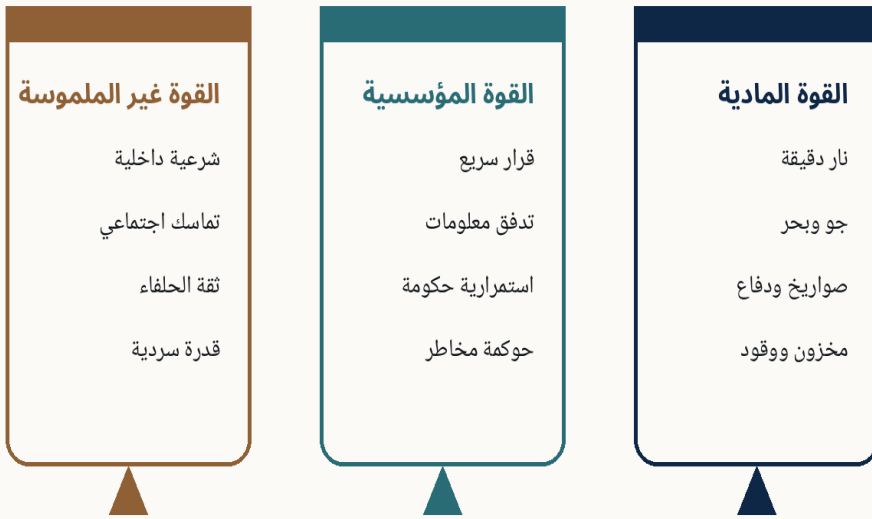 القوة المادية
نار دقيقة
جو وبحر
صواريخ ودفاع
مخزون ووقود
القوة المؤسسية
قرار سريع
تدفق معلومات
استمرارية حكومة
حوكمة مخاطر
القوة غير الملموسة
شرعية داخلية
تماسك اجتماعي
ثقة الحلفاء
قدرة سردية